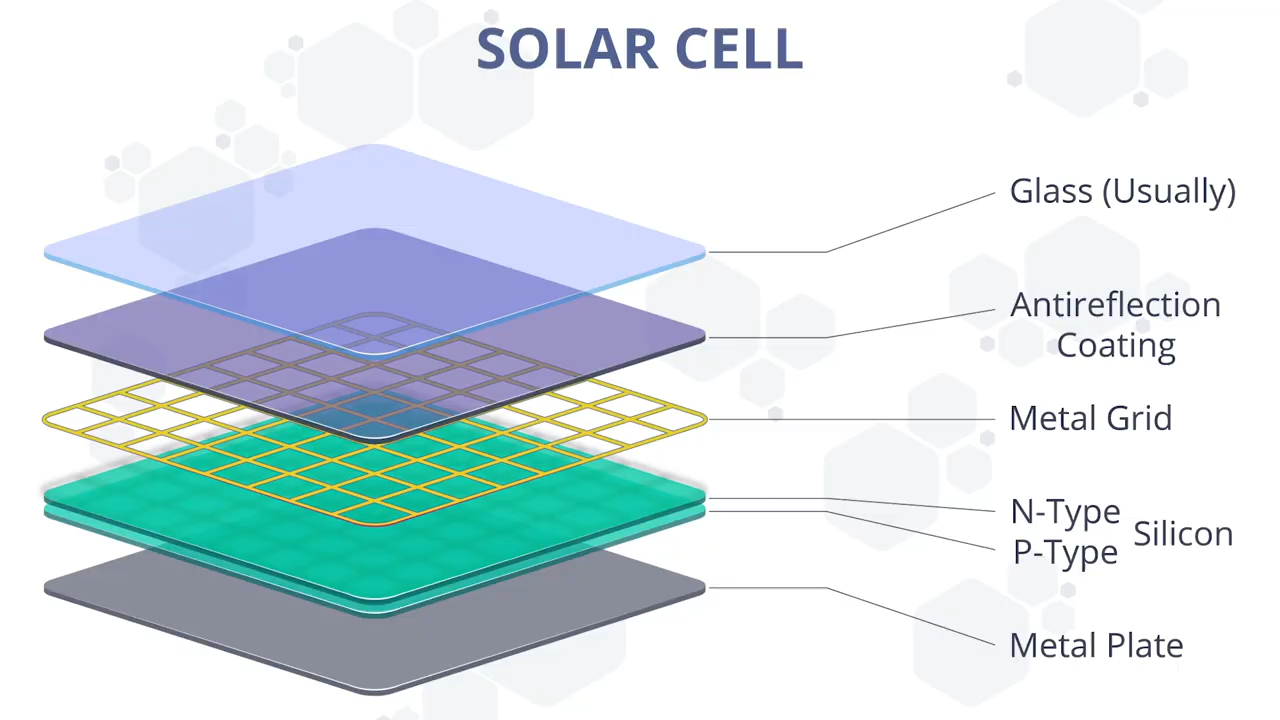 SOLAR CELL
Glass (Usually)
Antireflection
Coating
Metal Grid
N-Type
P-Type
Silicon
Metal Plate